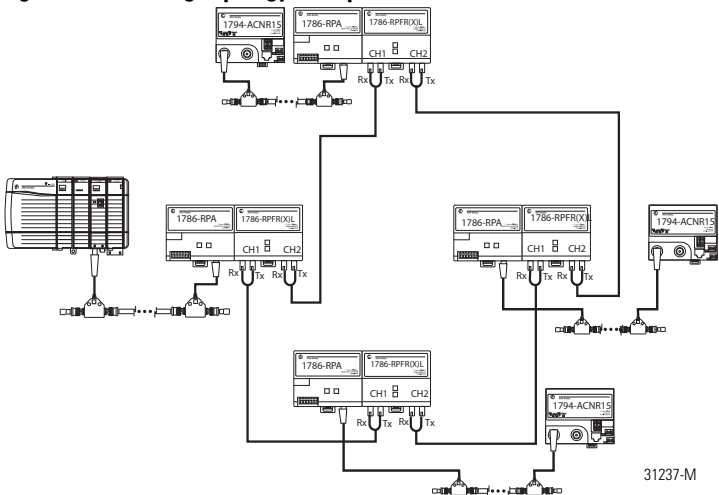 1794-ACNR15
1786-RPA
1786-RPFR(X)L
CH1
CH2
Rx
Tx
Rx
Tx
1786-RPA
1786-RPFR(X)L
CH1
CH2
Rx
Tx
Rx
Tx
1786-RPA
1786-RPFR(X)L
CH1
CH2
Rx
Tx
Rx
Tx
1794-ACNR15
1786-RPA
1786-RPFR(X)L
CH1
CH2
Rx
Tx
Rx
Tx
1794-ACNR15
31237-M